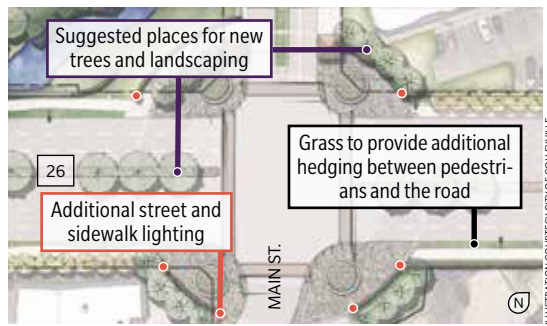 Suggested places for new
trees and landscaping
26
Grass to provide additional
hedging between pedestri-
ans and the road
Additional street and
sidewalk lighting
MAIN ST.
N